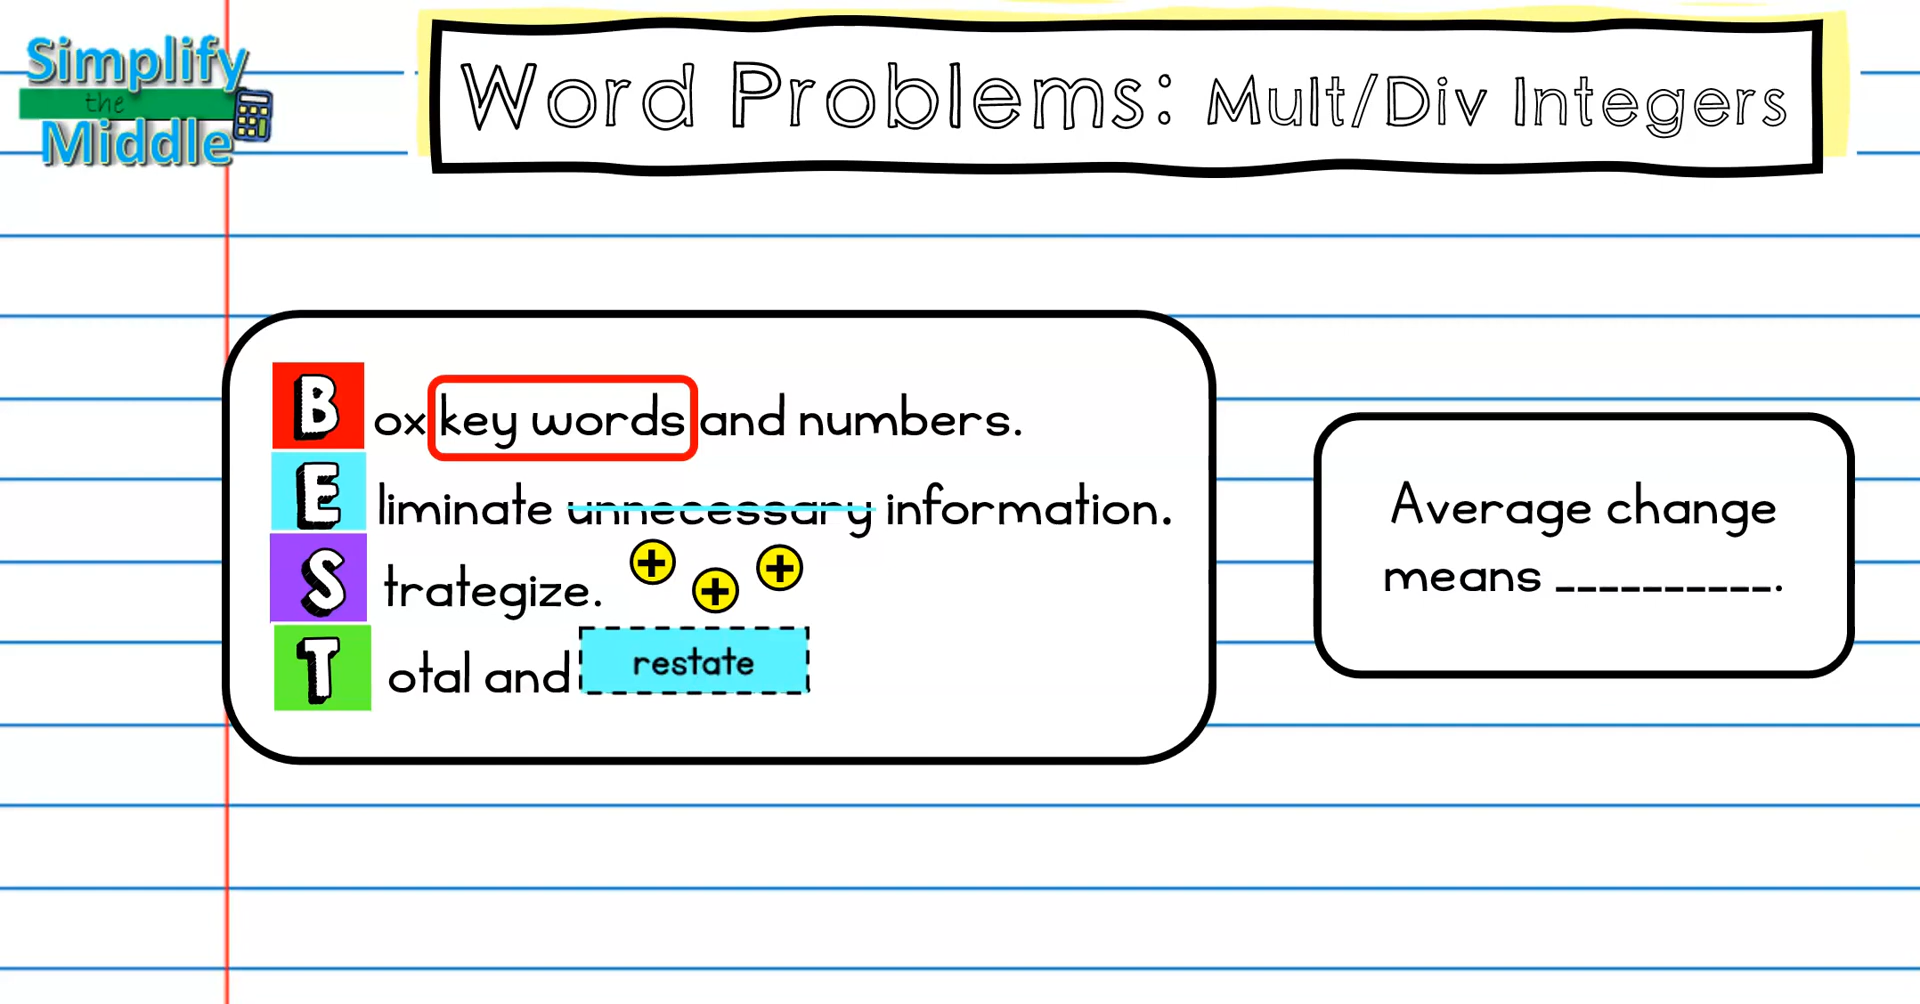 Simplify
the
Middle
Word Problems: Mult/Div Integers
Box key words and numbers.
Eliminate unnecessary information.
Strategize.
Total and restate
Average change
means __________.